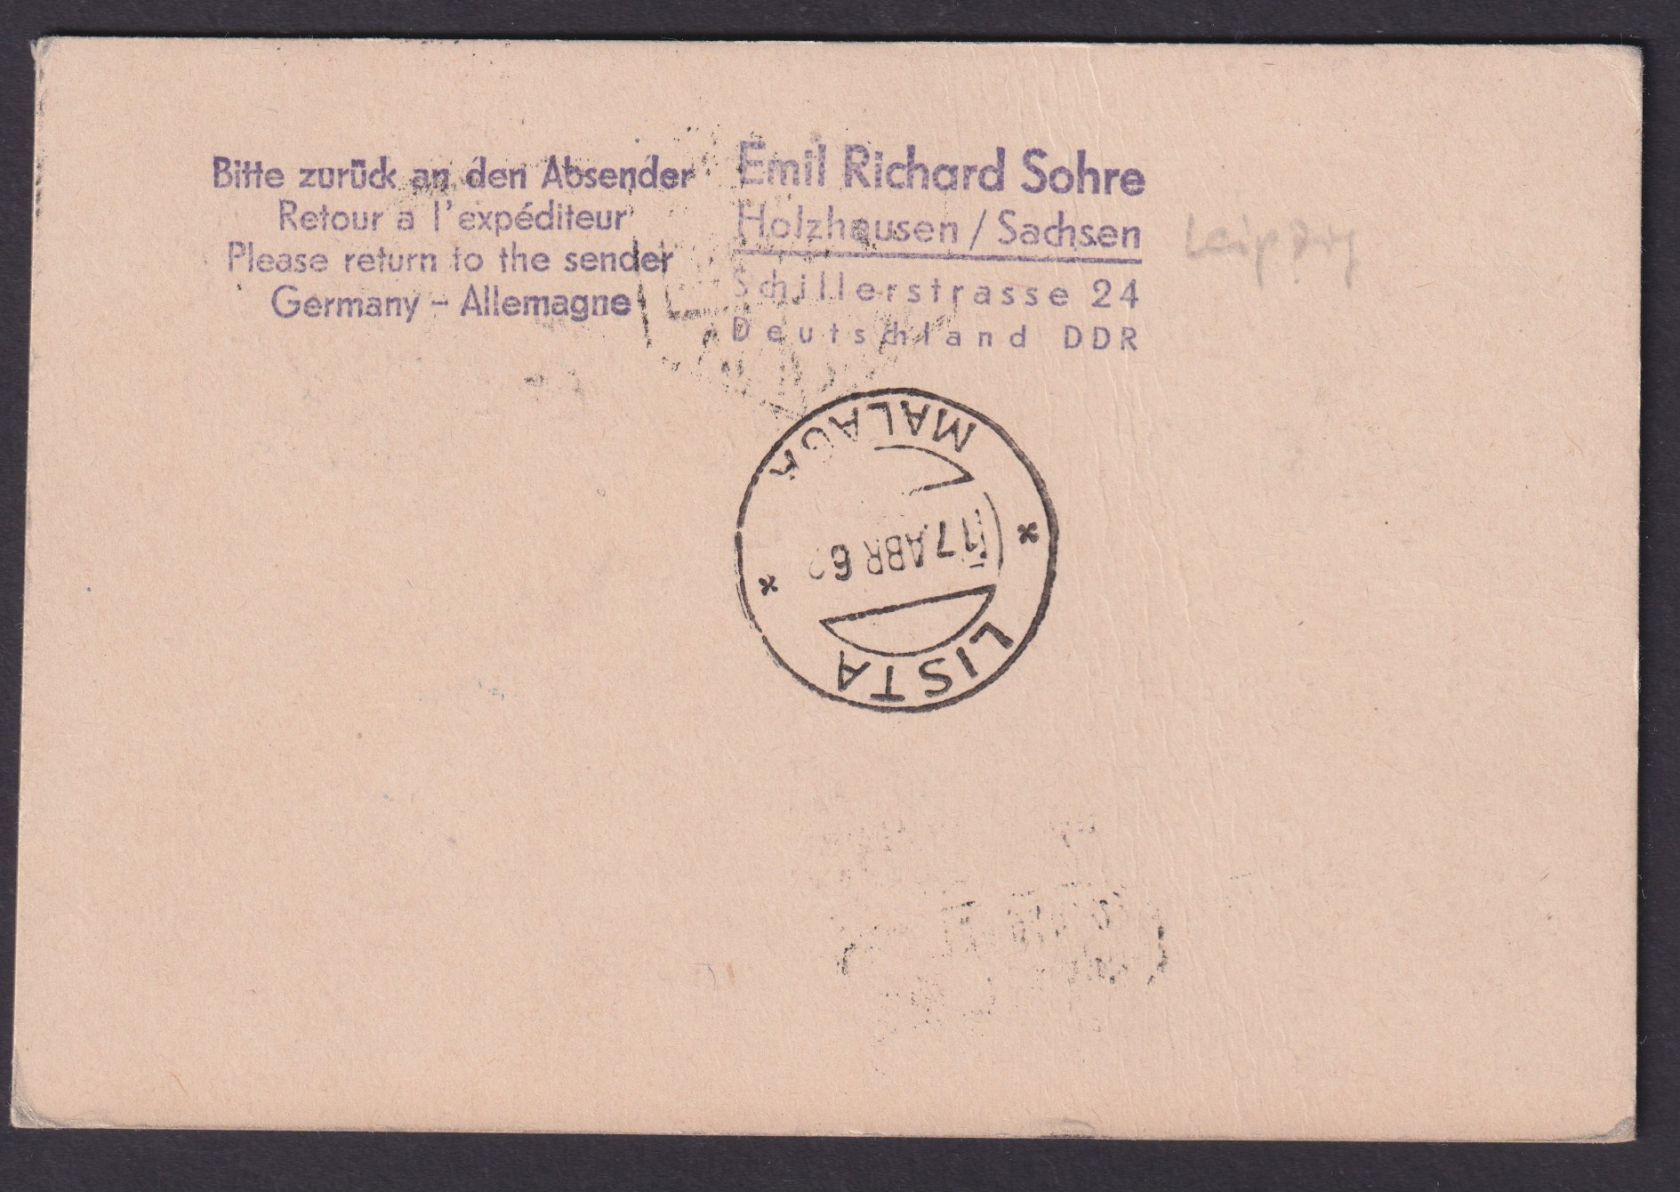 Bitte zurück an den Absender
Retour a l'expéditeur
Please return to the sender
Germany – Allemagne
Emil Richard Sohre
Holzhausen / Sachsen
Schillerstrasse 24
Deutschland DDR
Leipzig
LISTA
17 ABR 6
MALAGA